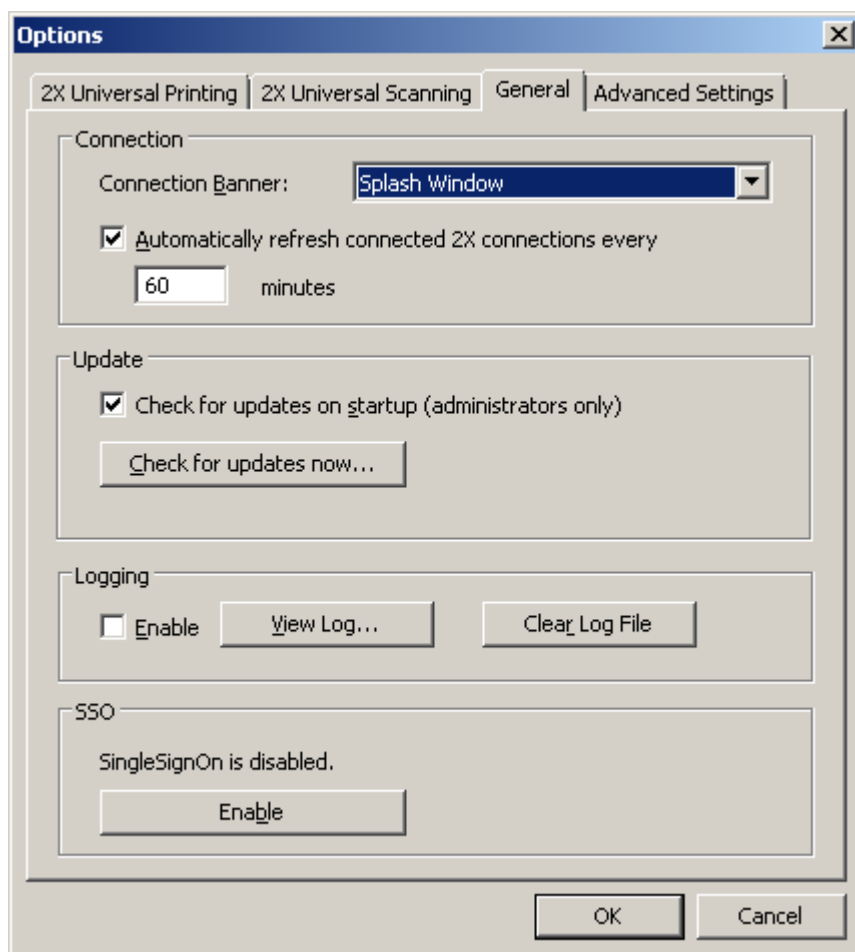 Options
2X Universal Printing 2X Universal Scanning General Advanced Settings
Connection
Connection Banner: Splash Window
Automatically refresh connected 2X connections every
60 minutes
Update
Check for updates on startup (administrators only)
Check for updates now...
Logging
Enable View Log... Clear Log File
SSO
SingleSignOn is disabled.
Enable
OK Cancel